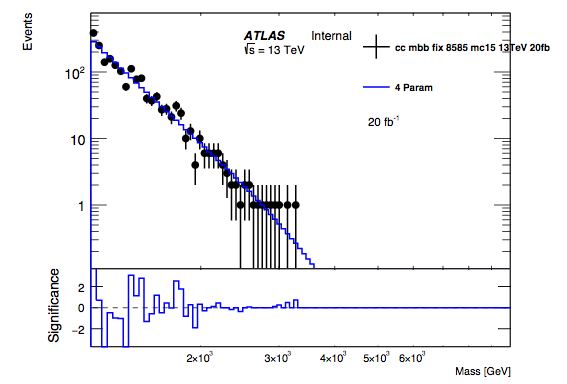 Events
ATLAS Internal
√s = 13 TeV
cc mbb fix 8585 mc15 13TeV 20fb
4 Param
20 fb⁻¹
10²
10
1
Significance
2
0
−2
2×10³ 3×10³ 4×10³ 5×10³ 6×10³
Mass [GeV]